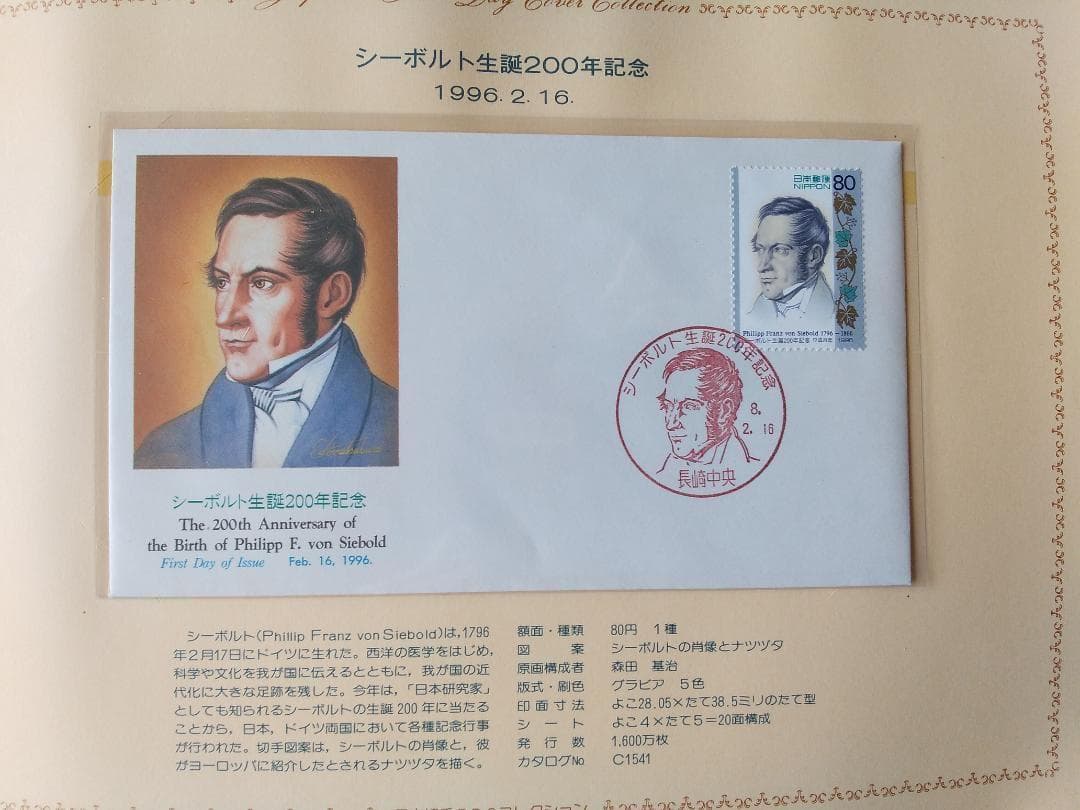 Day Cover Collection
シーボルト生誕200年記念
1996. 2. 16.
日本郵便
NIPPON 80
Philipp Franz von Siebold 1796-1866
シーボルト生誕200年記念
シーボルト生誕200年記念
8.
2. 16
長崎中央
シーボルト生誕200年記念
The 200th Anniversary of
the Birth of Philipp F. von Siebold
First Day of Issue Feb. 16, 1996.
シーボルト(Phillip Franz von Siebold)は,1796
年2月17日にドイツに生れた。西洋の医学をはじめ,
科学や文化を我が国に伝えるとともに,我が国の近
代化に大きな足跡を残した。今年は,「日本研究家」
としても知られるシーボルトの生誕200年に当たる
ことから,日本,ドイツ両国において各種記念行事
が行われた。切手図案は,シーボルトの肖像と,彼
がヨーロッパに紹介したとされるナツヅタを描く。
額面・種類 80円 1種
図案 シーボルトの肖像とナツヅタ
原画構成者 森田 基治
版式・刷色 グラビア 5色
印面寸法 よこ28.05×たて38.5ミリのたて型
シート よこ4×たて5=20面構成
発行数 1,600万枚
カタログNo C1541